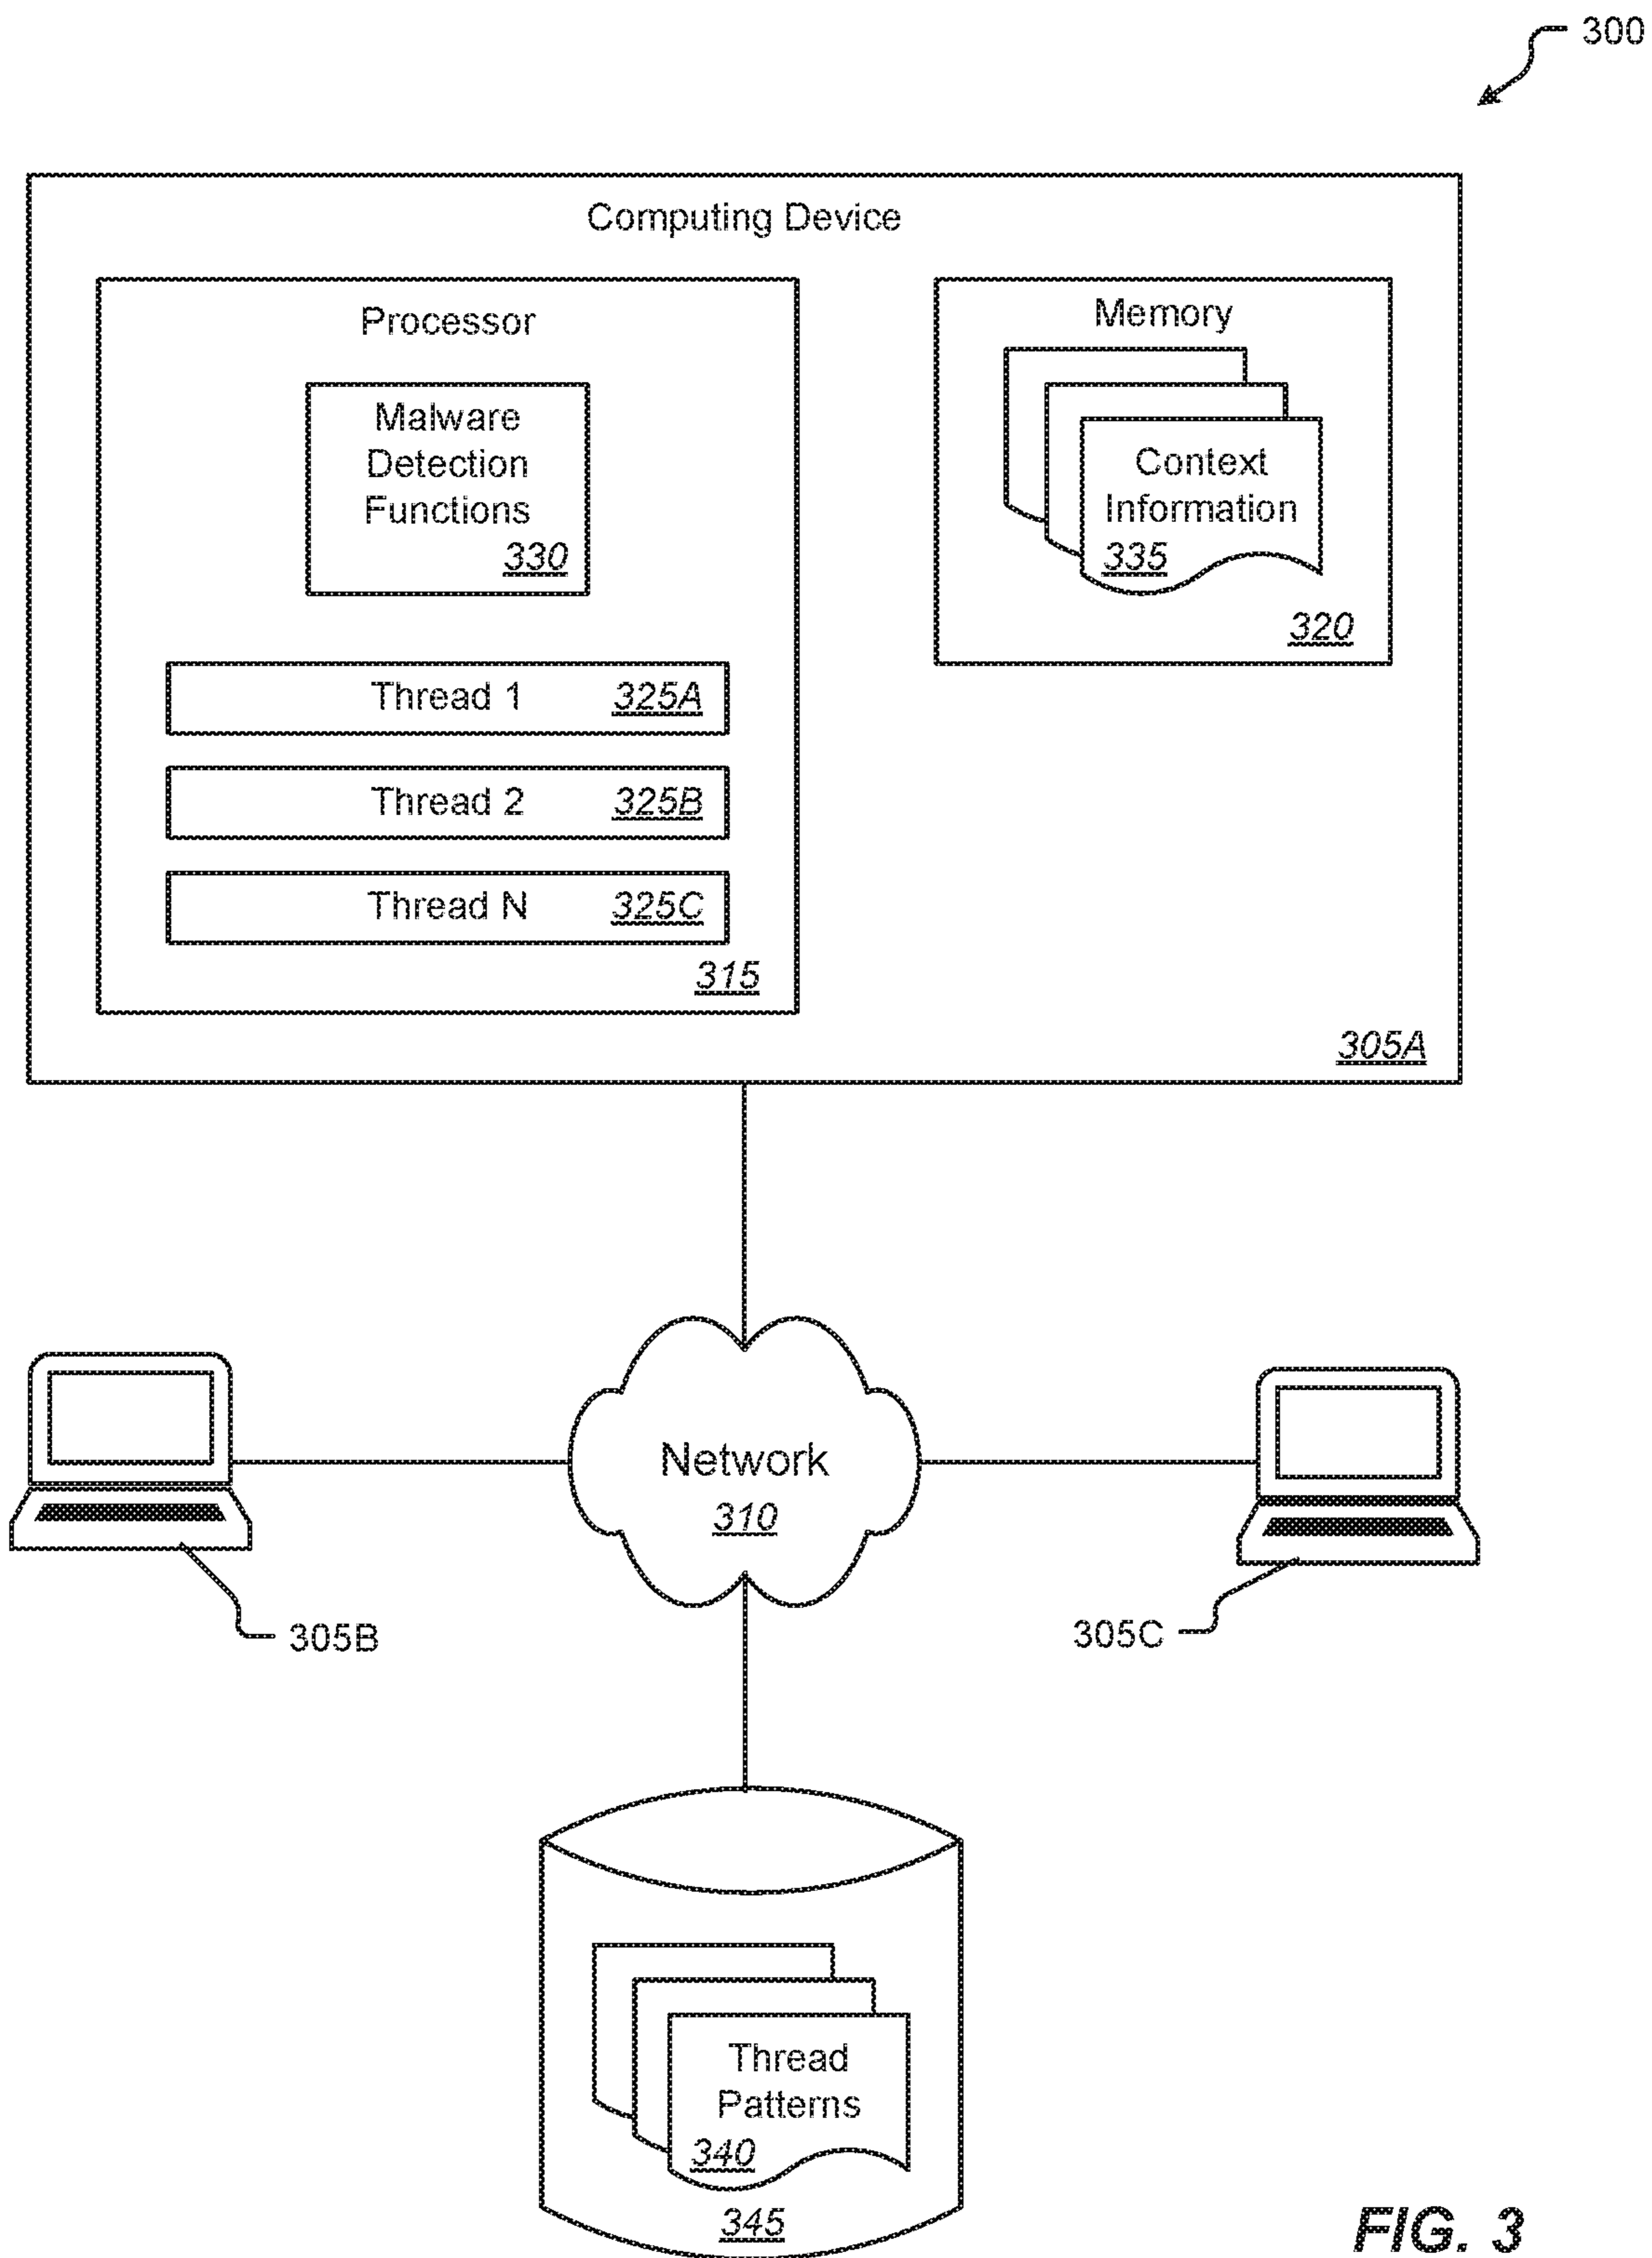 300
Computing Device
Processor
Malware
Detection
Functions
330
Thread 1 325A
Thread 2 325B
Thread N 325C
315
Memory
Context
Information
335
320
305A
Network
310
305B
305C
Thread
Patterns
340
345
FIG. 3